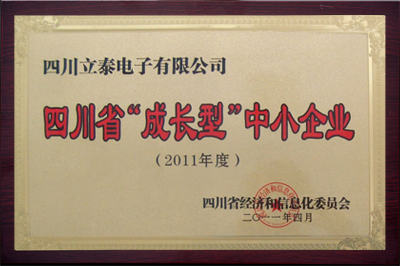 四川立泰电子有限公司
四川省“成长型”中小企业
（2011年度）
四川省经济和信息化委员会
二〇一一年四月